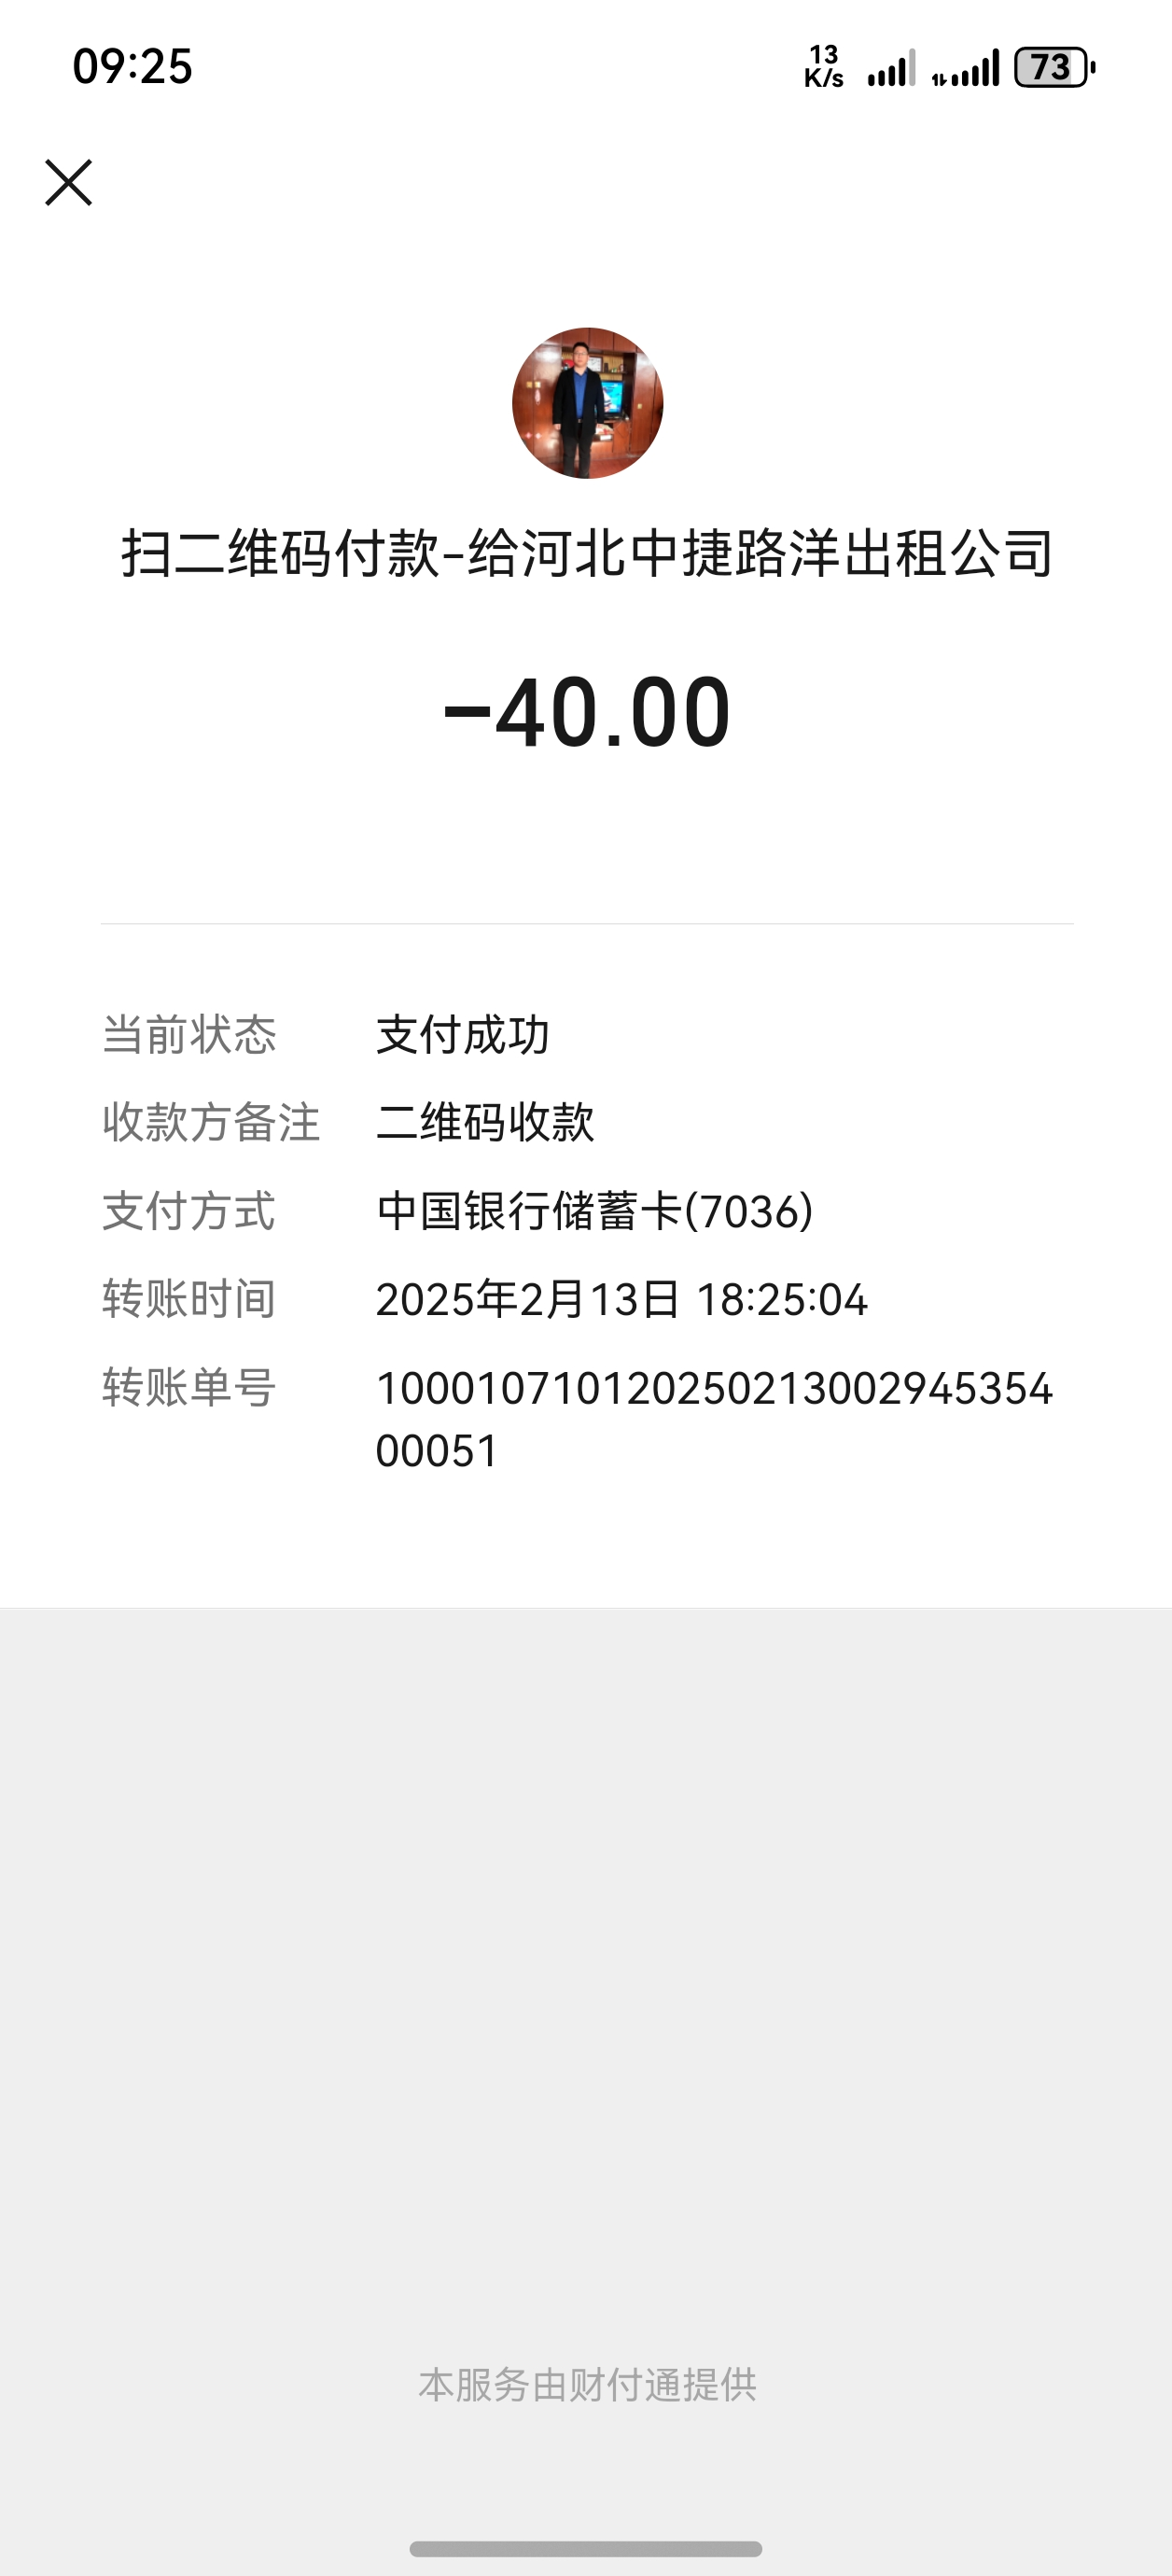 09:25
13
K/s
73
扫二维码付款-给河北中捷路洋出租公司
-40.00
当前状态 支付成功
收款方备注 二维码收款
支付方式 中国银行储蓄卡(7036)
转账时间 2025年2月13日 18:25:04
转账单号 100010710120250213002945354
00051
本服务由财付通提供